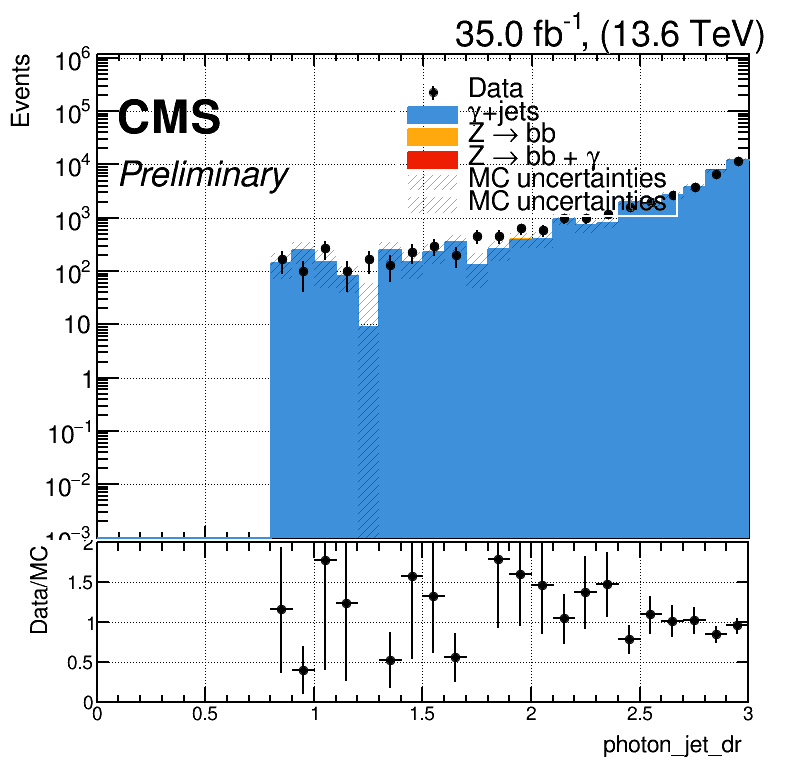 35.0 fb-1, (13.6 TeV)
Events
10^6
10^5
10^4
10^3
10^2
10
1
10^−1
10^−2
10^−3
CMS
Preliminary
Data
γ+jets
Z → bb
Z → bb + γ
MC uncertainties
MC uncertainties
Data/MC
2
1.5
1
0.5
0
0 0.5 1 1.5 2 2.5 3
photon_jet_dr